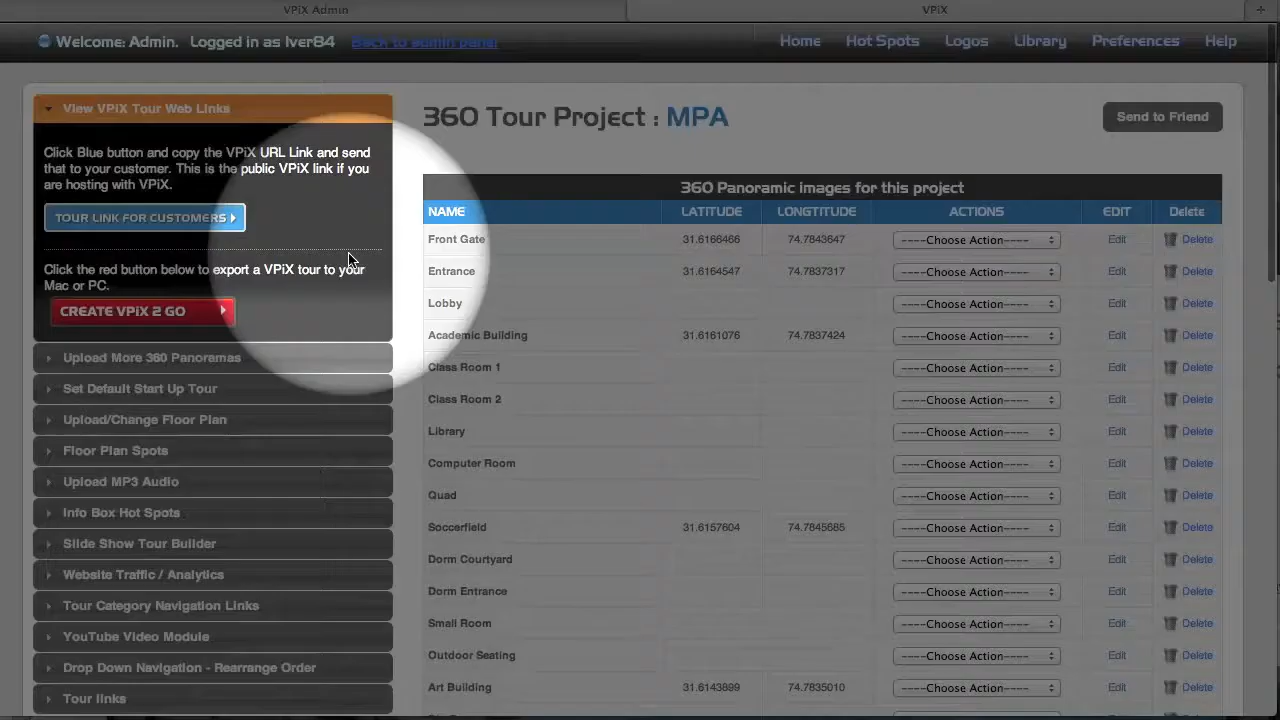 VPiX Admin
VPiX
+
Welcome: Admin. Logged in as Iver84 Back to admin panel
Home Hot Spots Logos Library Preferences Help
View VPiX Tour Web Links
Click Blue button and copy the VPiX URL Link and send
that to your customer. This is the public VPiX link if you
are hosting with VPiX.
TOUR LINK FOR CUSTOMERS
Click the red button below to export a VPiX tour to your
Mac or PC.
CREATE VPiX 2 GO
Upload More 360 Panoramas
Set Default Start Up Tour
Upload/Change Floor Plan
Floor Plan Spots
Upload MP3 Audio
Info Box Hot Spots
Slide Show Tour Builder
Website Traffic / Analytics
Tour Category Navigation Links
YouTube Video Module
Drop Down Navigation - Rearrange Order
Tour links
360 Tour Project : MPA
Send to Friend
360 Panoramic images for this project
NAME LATITUDE LONGTITUDE ACTIONS EDIT Delete
Front Gate 31.6166466 74.7843647 ----Choose Action---- Edit Delete
Entrance 31.6164547 74.7837317 ----Choose Action---- Edit Delete
Lobby ----Choose Action---- Edit Delete
Academic Building 31.6161076 74.7837424 ----Choose Action---- Edit Delete
Class Room 1 ----Choose Action---- Edit Delete
Class Room 2 ----Choose Action---- Edit Delete
Library ----Choose Action---- Edit Delete
Computer Room ----Choose Action---- Edit Delete
Quad ----Choose Action---- Edit Delete
Soccerfield 31.6157604 74.7845685 ----Choose Action---- Edit Delete
Dorm Courtyard ----Choose Action---- Edit Delete
Dorm Entrance ----Choose Action---- Edit Delete
Small Room ----Choose Action---- Edit Delete
Outdoor Seating ----Choose Action---- Edit Delete
Art Building 31.6143899 74.7835010 ----Choose Action---- Edit Delete